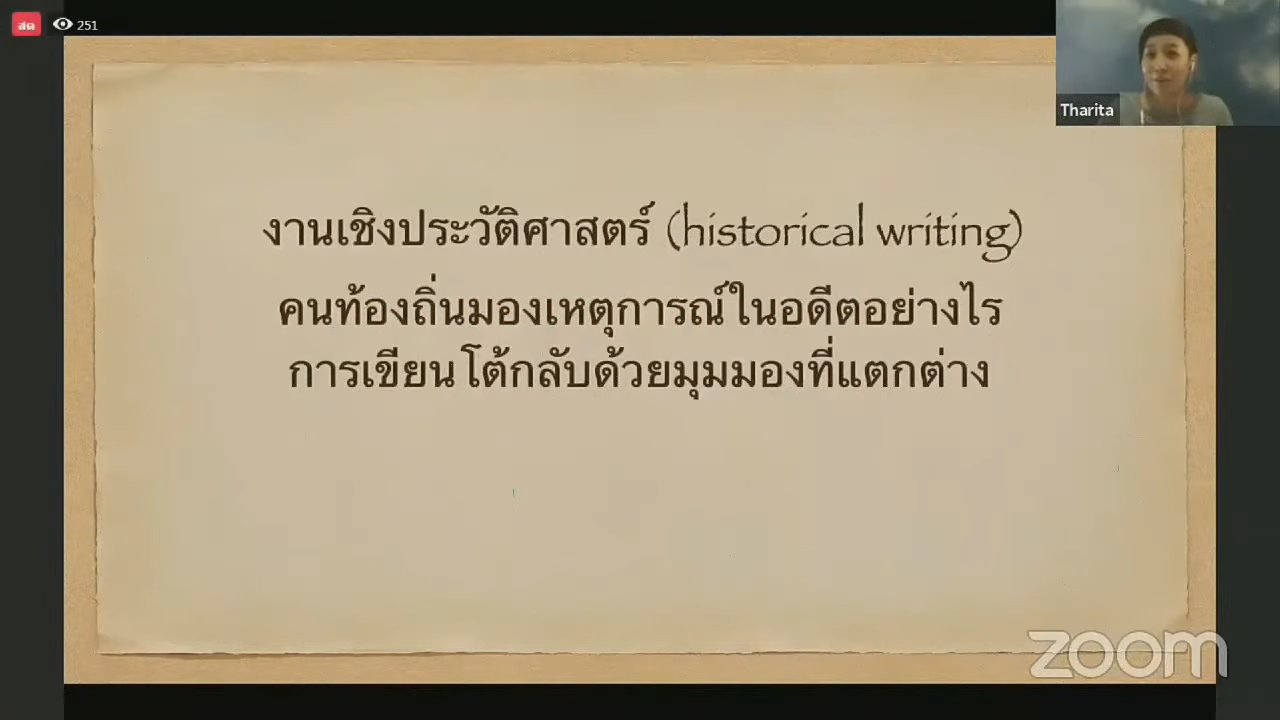 สด
251
Tharita
งานเชิงประวัติศาสตร์ (historical writing)
คนท้องถิ่นมองเหตุการณ์ในอดีตอย่างไร
การเขียนโต้กลับด้วยมุมมองที่แตกต่าง
zoom